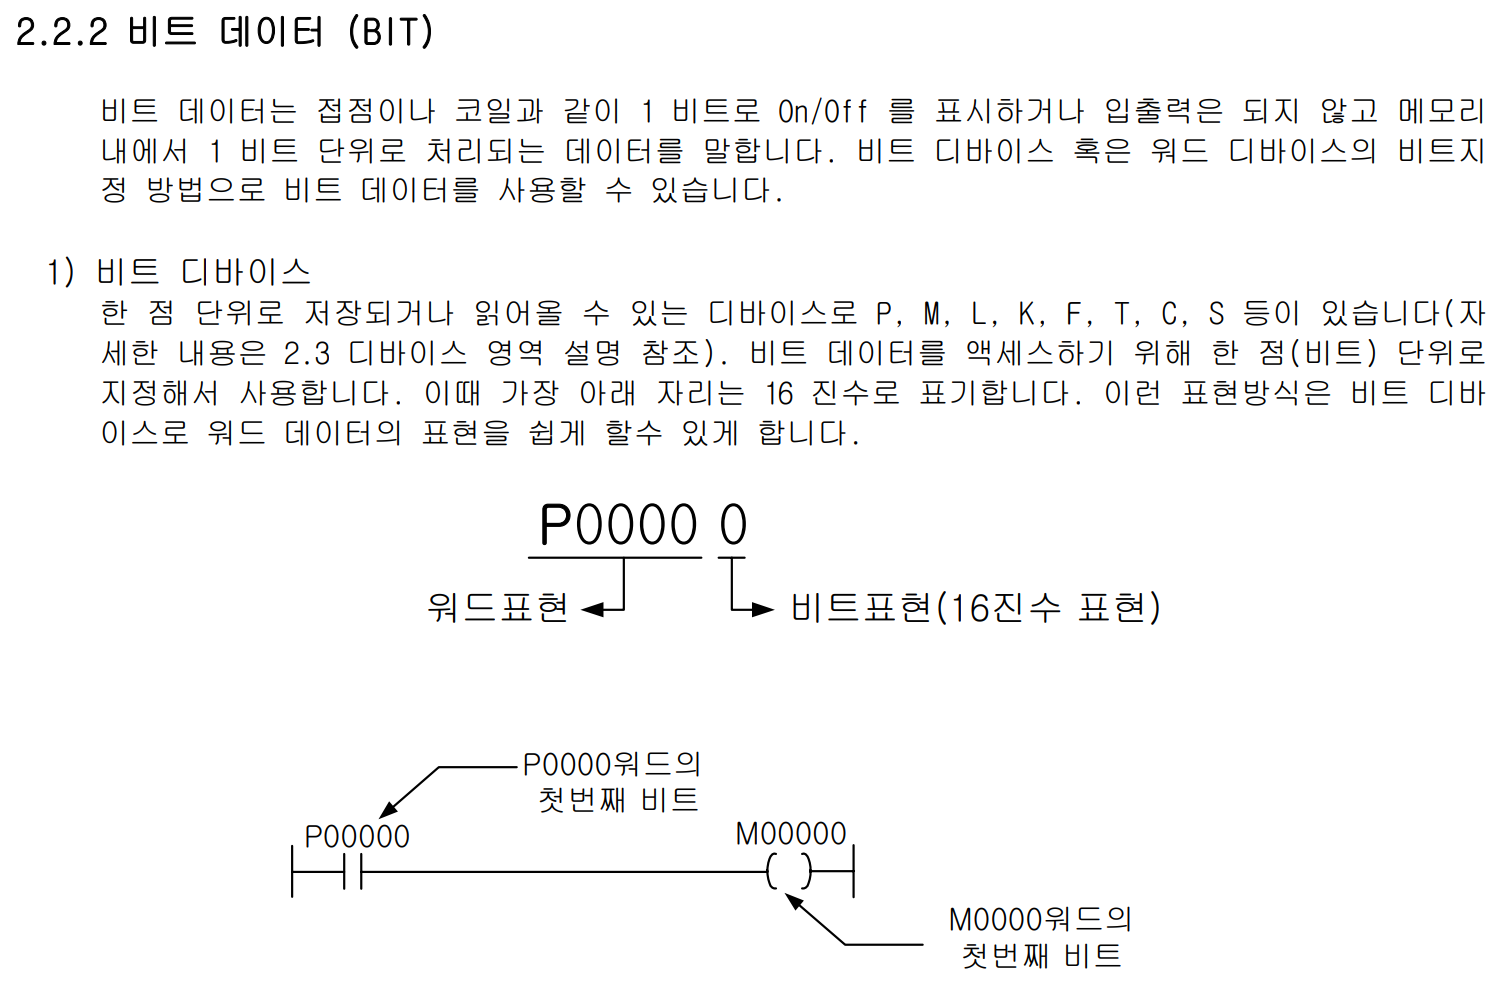 2.2.2 비트 데이터 (BIT)
비트 데이터는 접점이나 코일과 같이 1 비트로 On/Off 를 표시하거나 입출력은 되지 않고 메모리
내에서 1 비트 단위로 처리되는 데이터를 말합니다. 비트 디바이스 혹은 워드 디바이스의 비트지
정 방법으로 비트 데이터를 사용할 수 있습니다.
1) 비트 디바이스
한 점 단위로 저장되거나 읽어올 수 있는 디바이스로 P, M, L, K, F, T, C, S 등이 있습니다(자
세한 내용은 2.3 디바이스 영역 설명 참조). 비트 데이터를 액세스하기 위해 한 점(비트) 단위로
지정해서 사용합니다. 이때 가장 아래 자리는 16 진수로 표기합니다. 이런 표현방식은 비트 디바
이스로 워드 데이터의 표현을 쉽게 할수 있게 합니다.
P0000 0
워드표현 비트표현(16진수 표현)
P0000워드의
첫번째 비트
P00000 M00000
M0000워드의
첫번째 비트